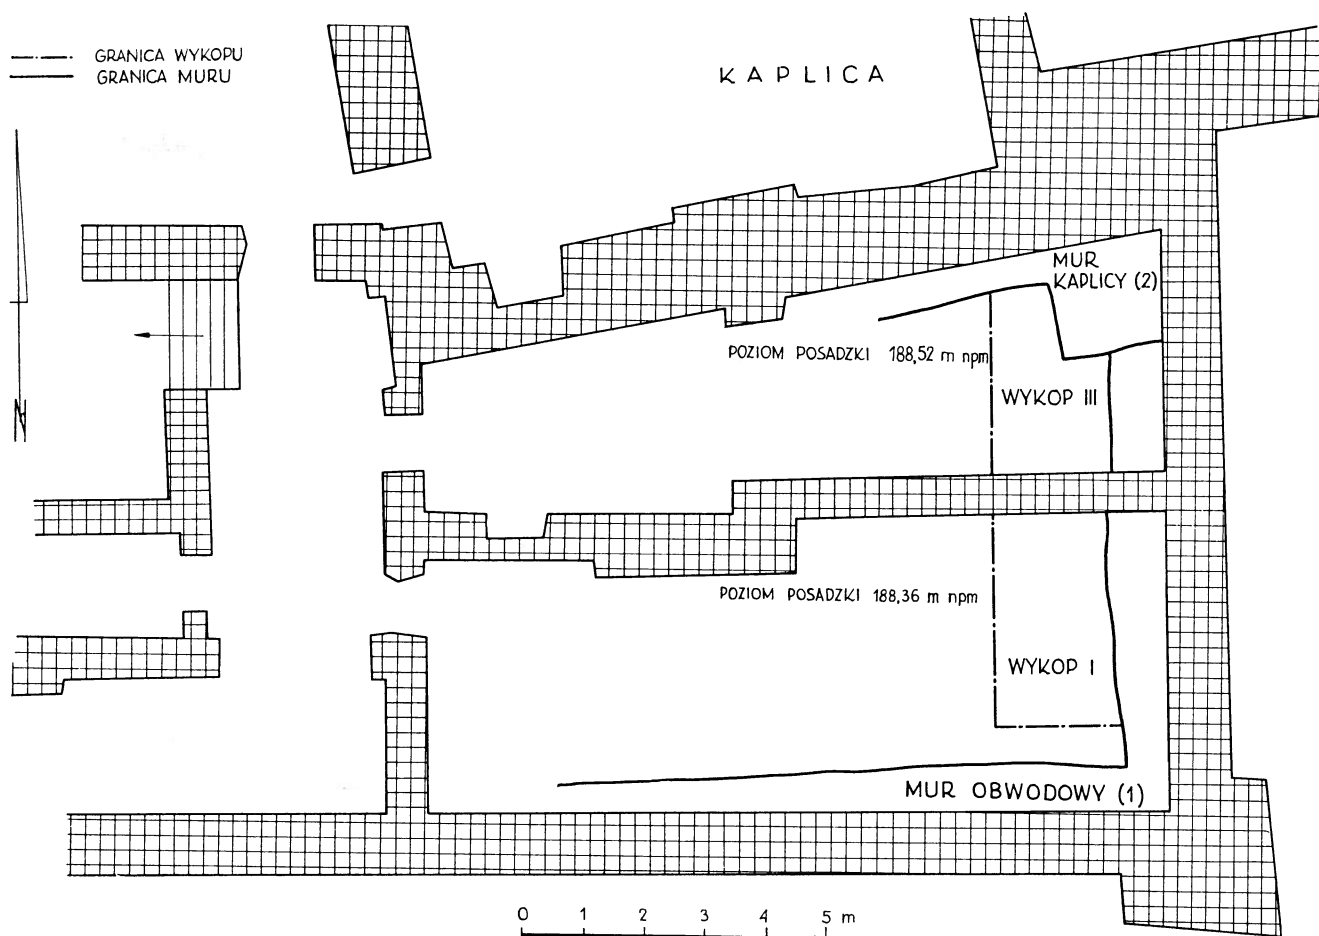 GRANICA WYKOPU
GRANICA MURU
KAPLICA
MUR
KAPLICY (2)
POZIOM POSADZKI 188,52 m npm
WYKOP III
N
POZIOM POSADZKI 188,36 m npm
WYKOP I
MUR OBWODOWY (1)
0 1 2 3 4 5 m